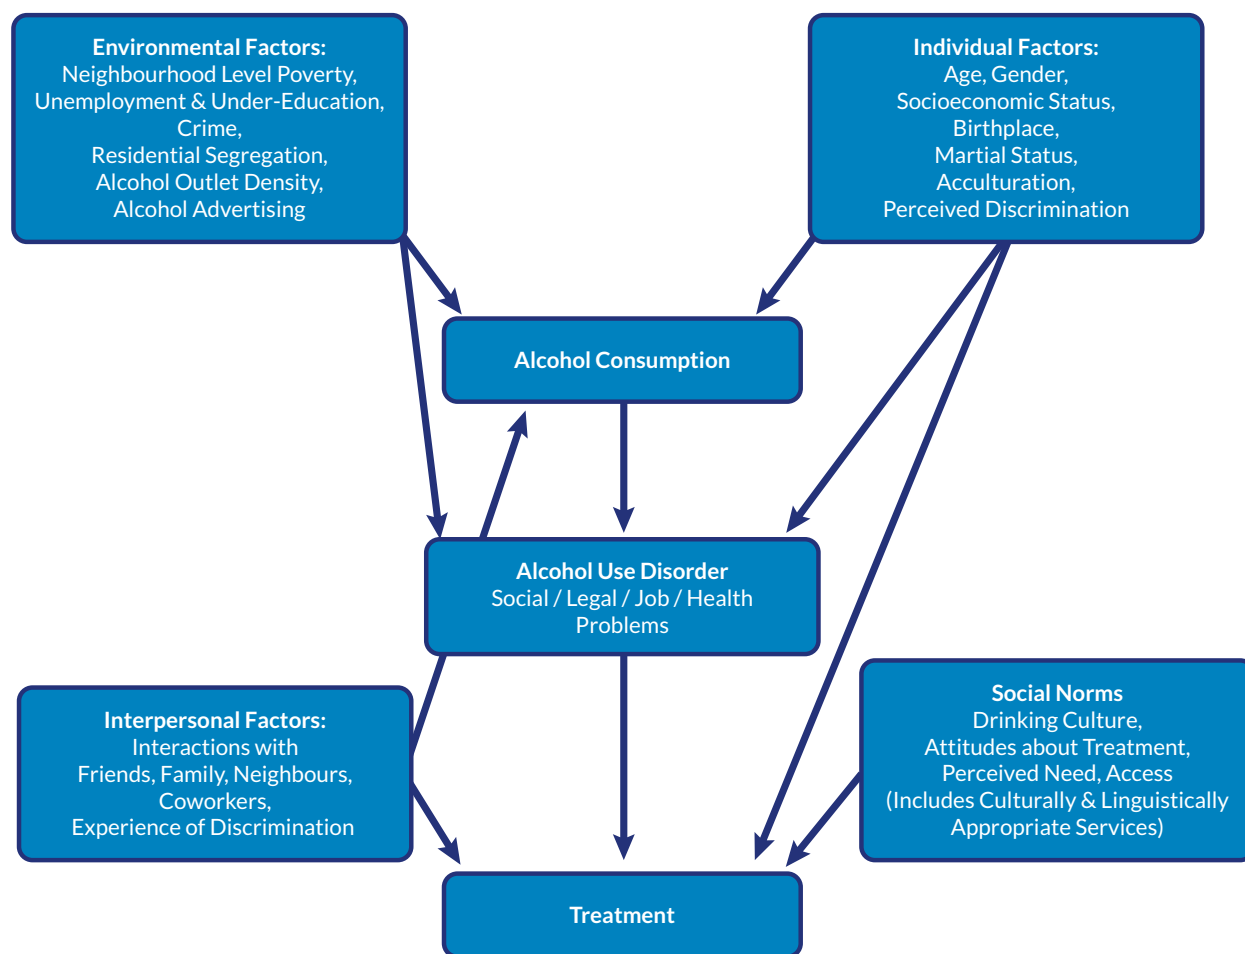 Environmental Factors:
Neighbourhood Level Poverty,
Unemployment & Under-Education,
Crime,
Residential Segregation,
Alcohol Outlet Density,
Alcohol Advertising
Individual Factors:
Age, Gender,
Socioeconomic Status,
Birthplace,
Martial Status,
Acculturation,
Perceived Discrimination
Alcohol Consumption
Alcohol Use Disorder
Social / Legal / Job / Health
Problems
Interpersonal Factors:
Interactions with
Friends, Family, Neighbours,
Coworkers,
Experience of Discrimination
Social Norms
Drinking Culture,
Attitudes about Treatment,
Perceived Need, Access
(Includes Culturally & Linguistically
Appropriate Services)
Treatment